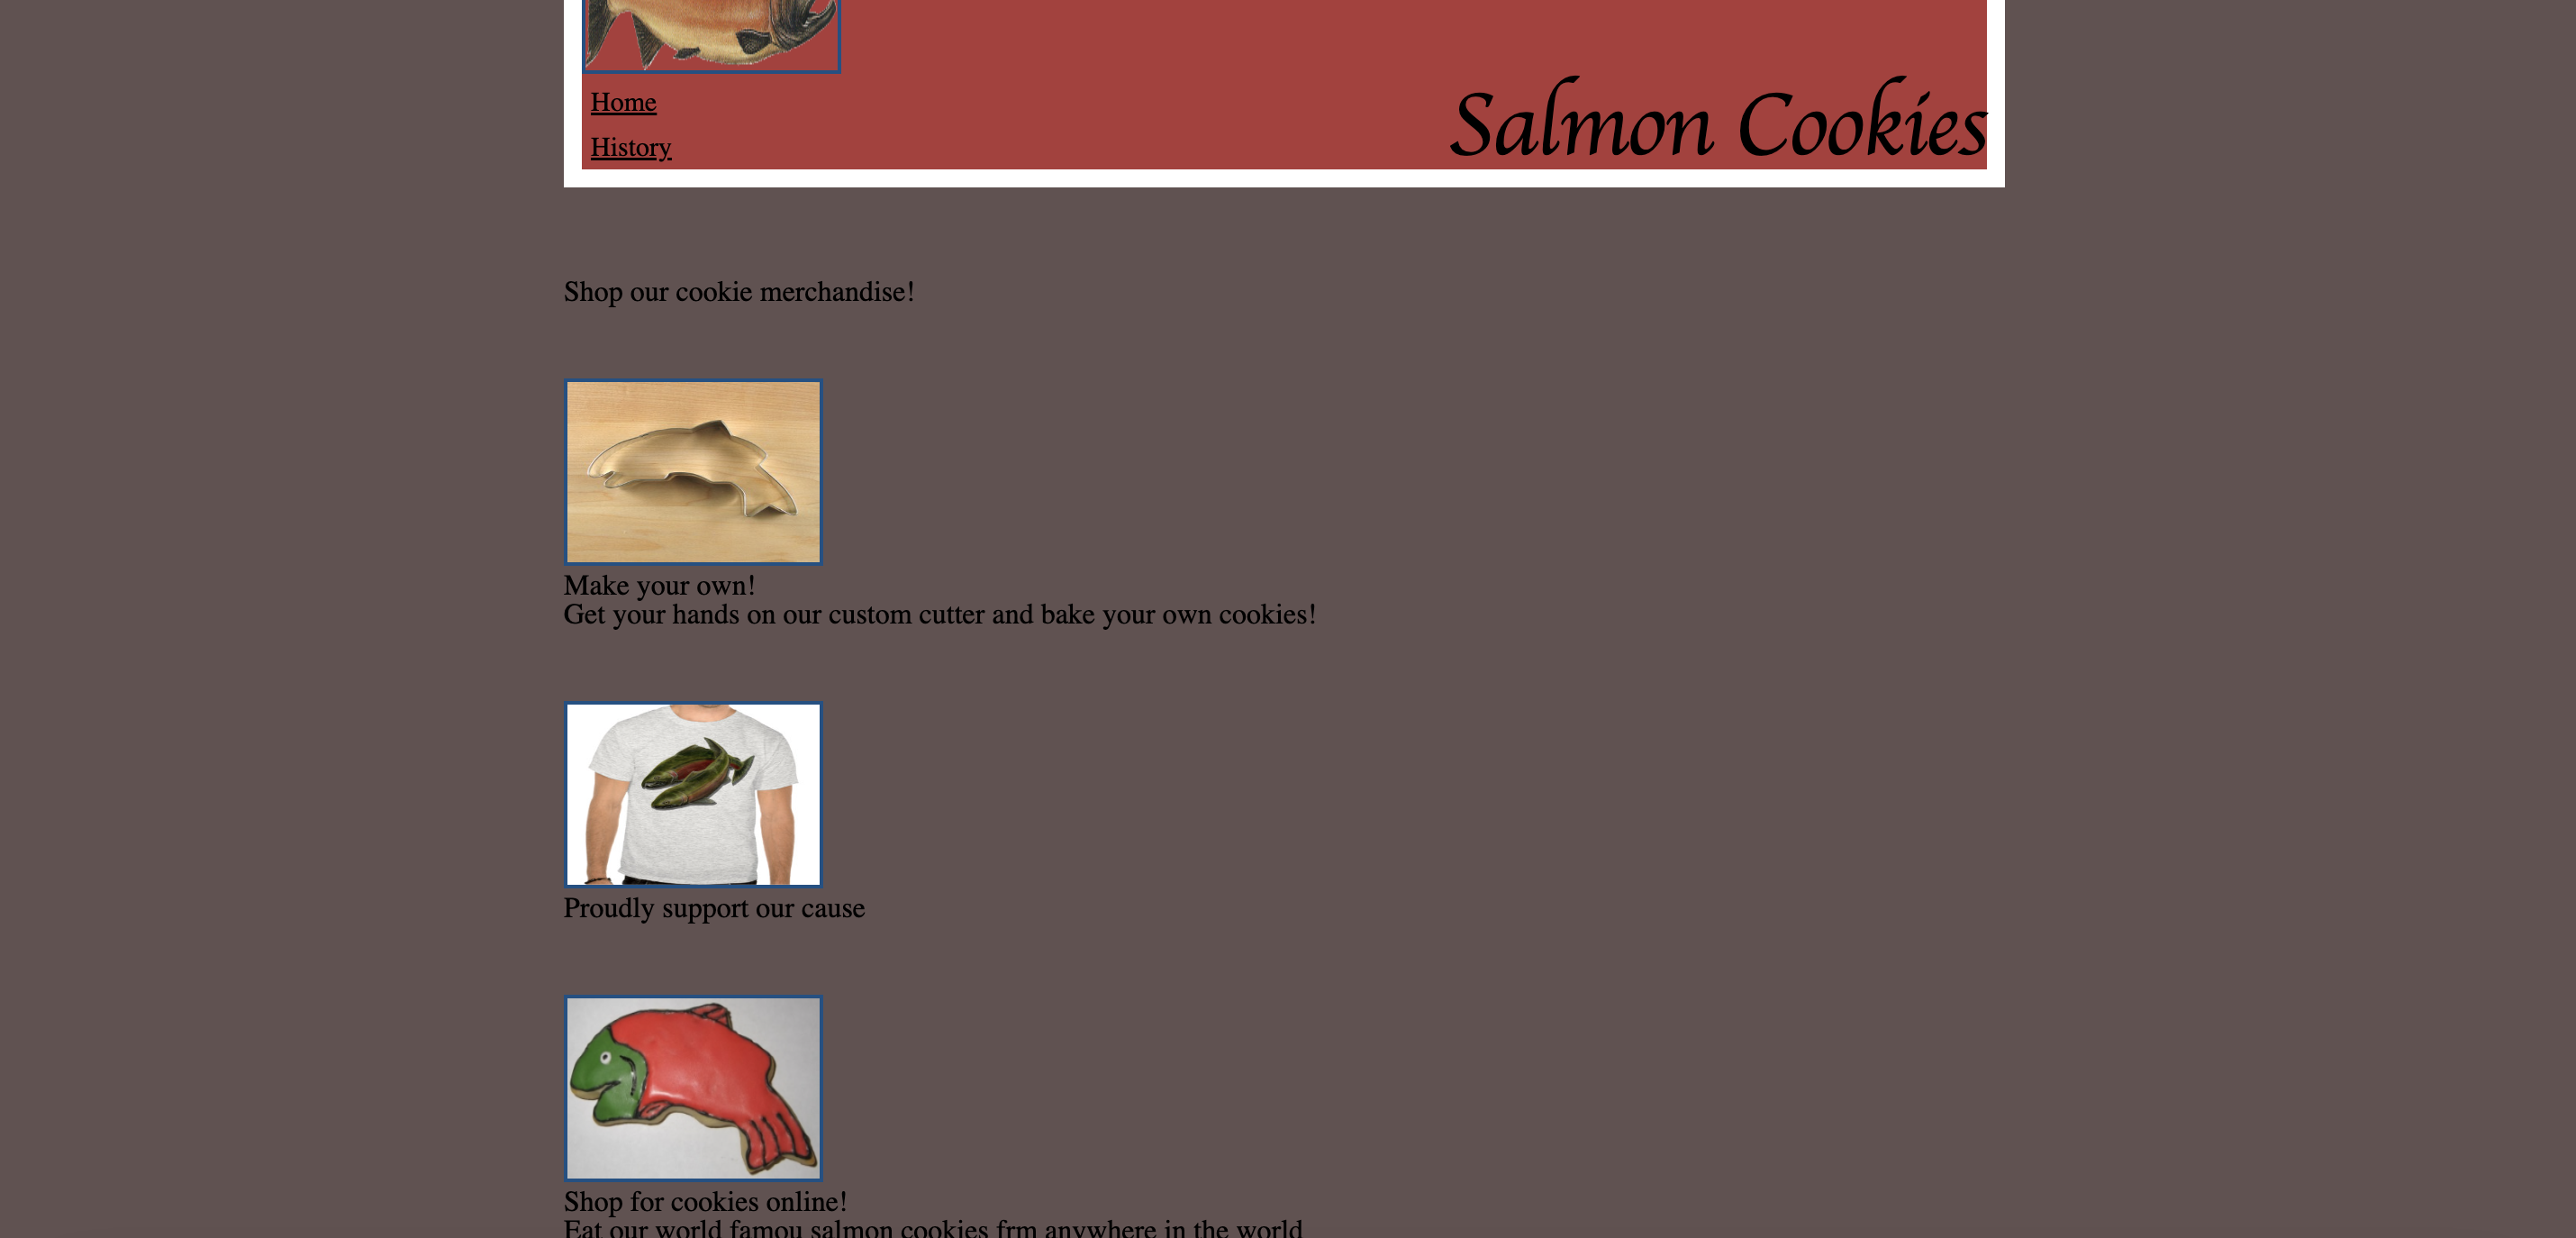 Home
Salmon Cookies
History
Shop our cookie merchandise!
Make your own!
Get your hands on our custom cutter and bake your own cookies!
Proudly support our cause
Shop for cookies online!
Eat our world famou salmon cookies frm anywhere in the world